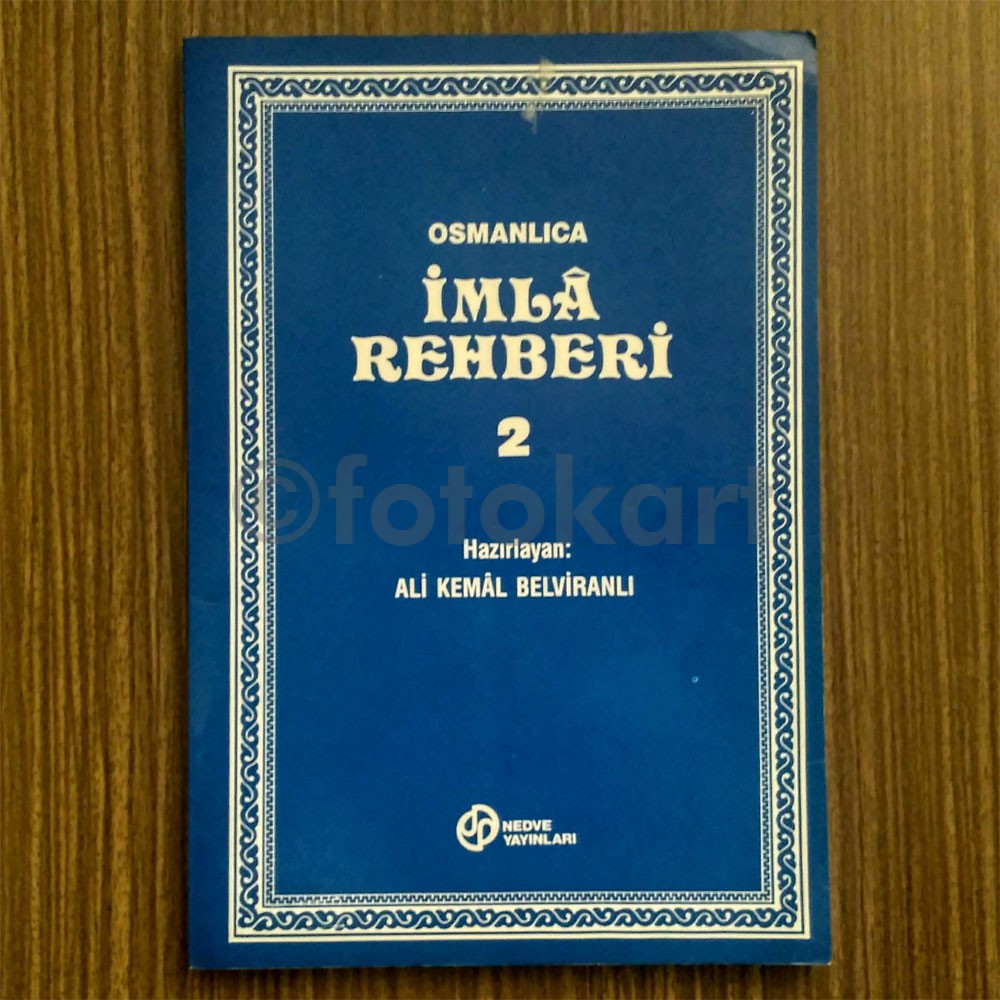 OSMANLICA
İMLÂ
REHBERİ
2
©fotokart
Hazırlayan:
ALİ KEMÂL BELVİRANLI
NEDVE
YAYINLARI